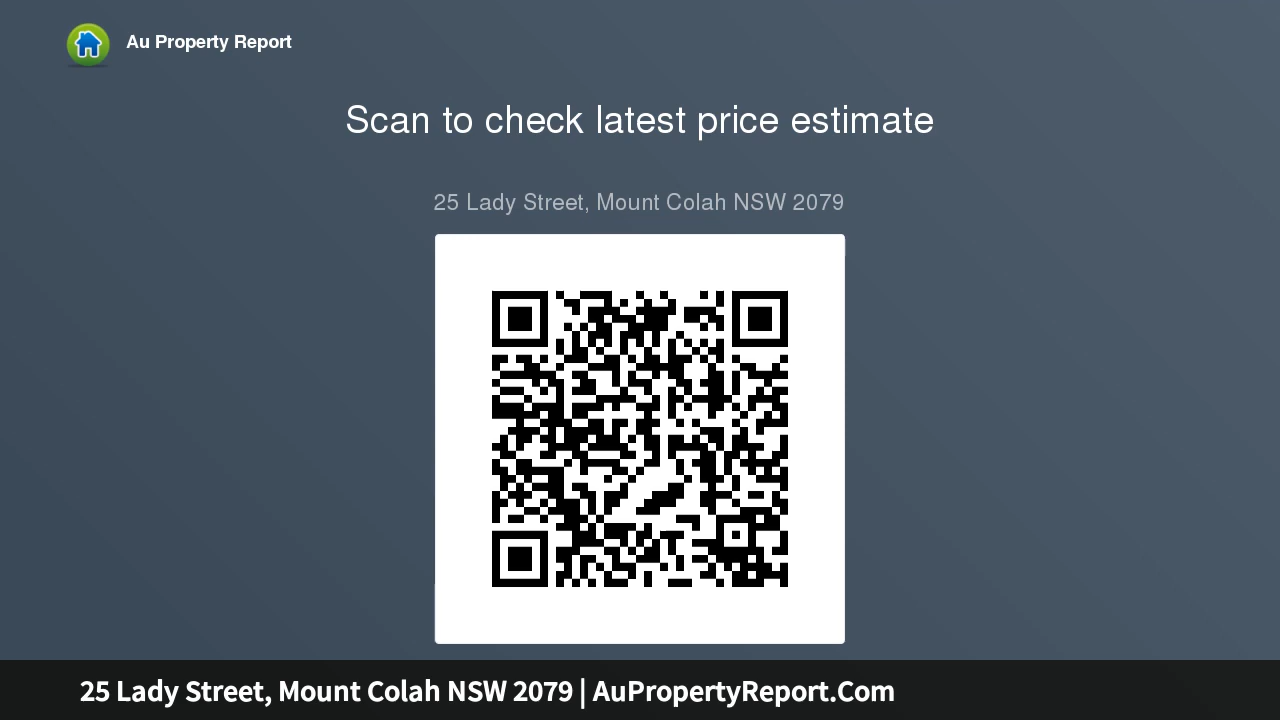 Au Property Report
Scan to check latest price estimate
25 Lady Street, Mount Colah NSW 2079
25 Lady Street, Mount Colah NSW 2079 | AuPropertyReport.Com